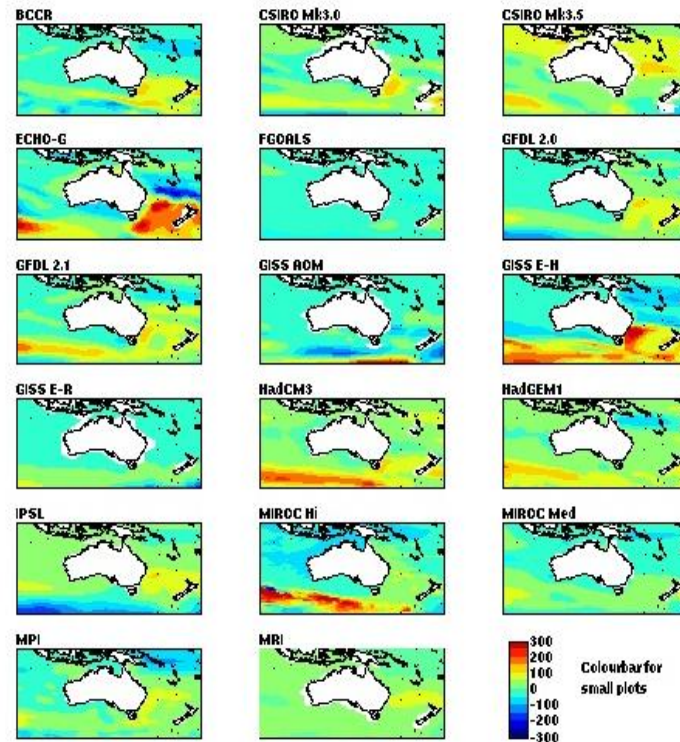 BCCR
CSIRO Mk3.0
CSIRO Mk3.5
ECHO-G
FGOALS
GFDL 2.0
GFDL 2.1
GISS AOM
GISS E-H
GISS E-R
HadCM3
HadGEM1
IPSL
MIROC Hi
MIROC Med
MPI
MRI
300
200
100
0
-100
-200
-300
Colourbar for
small plots